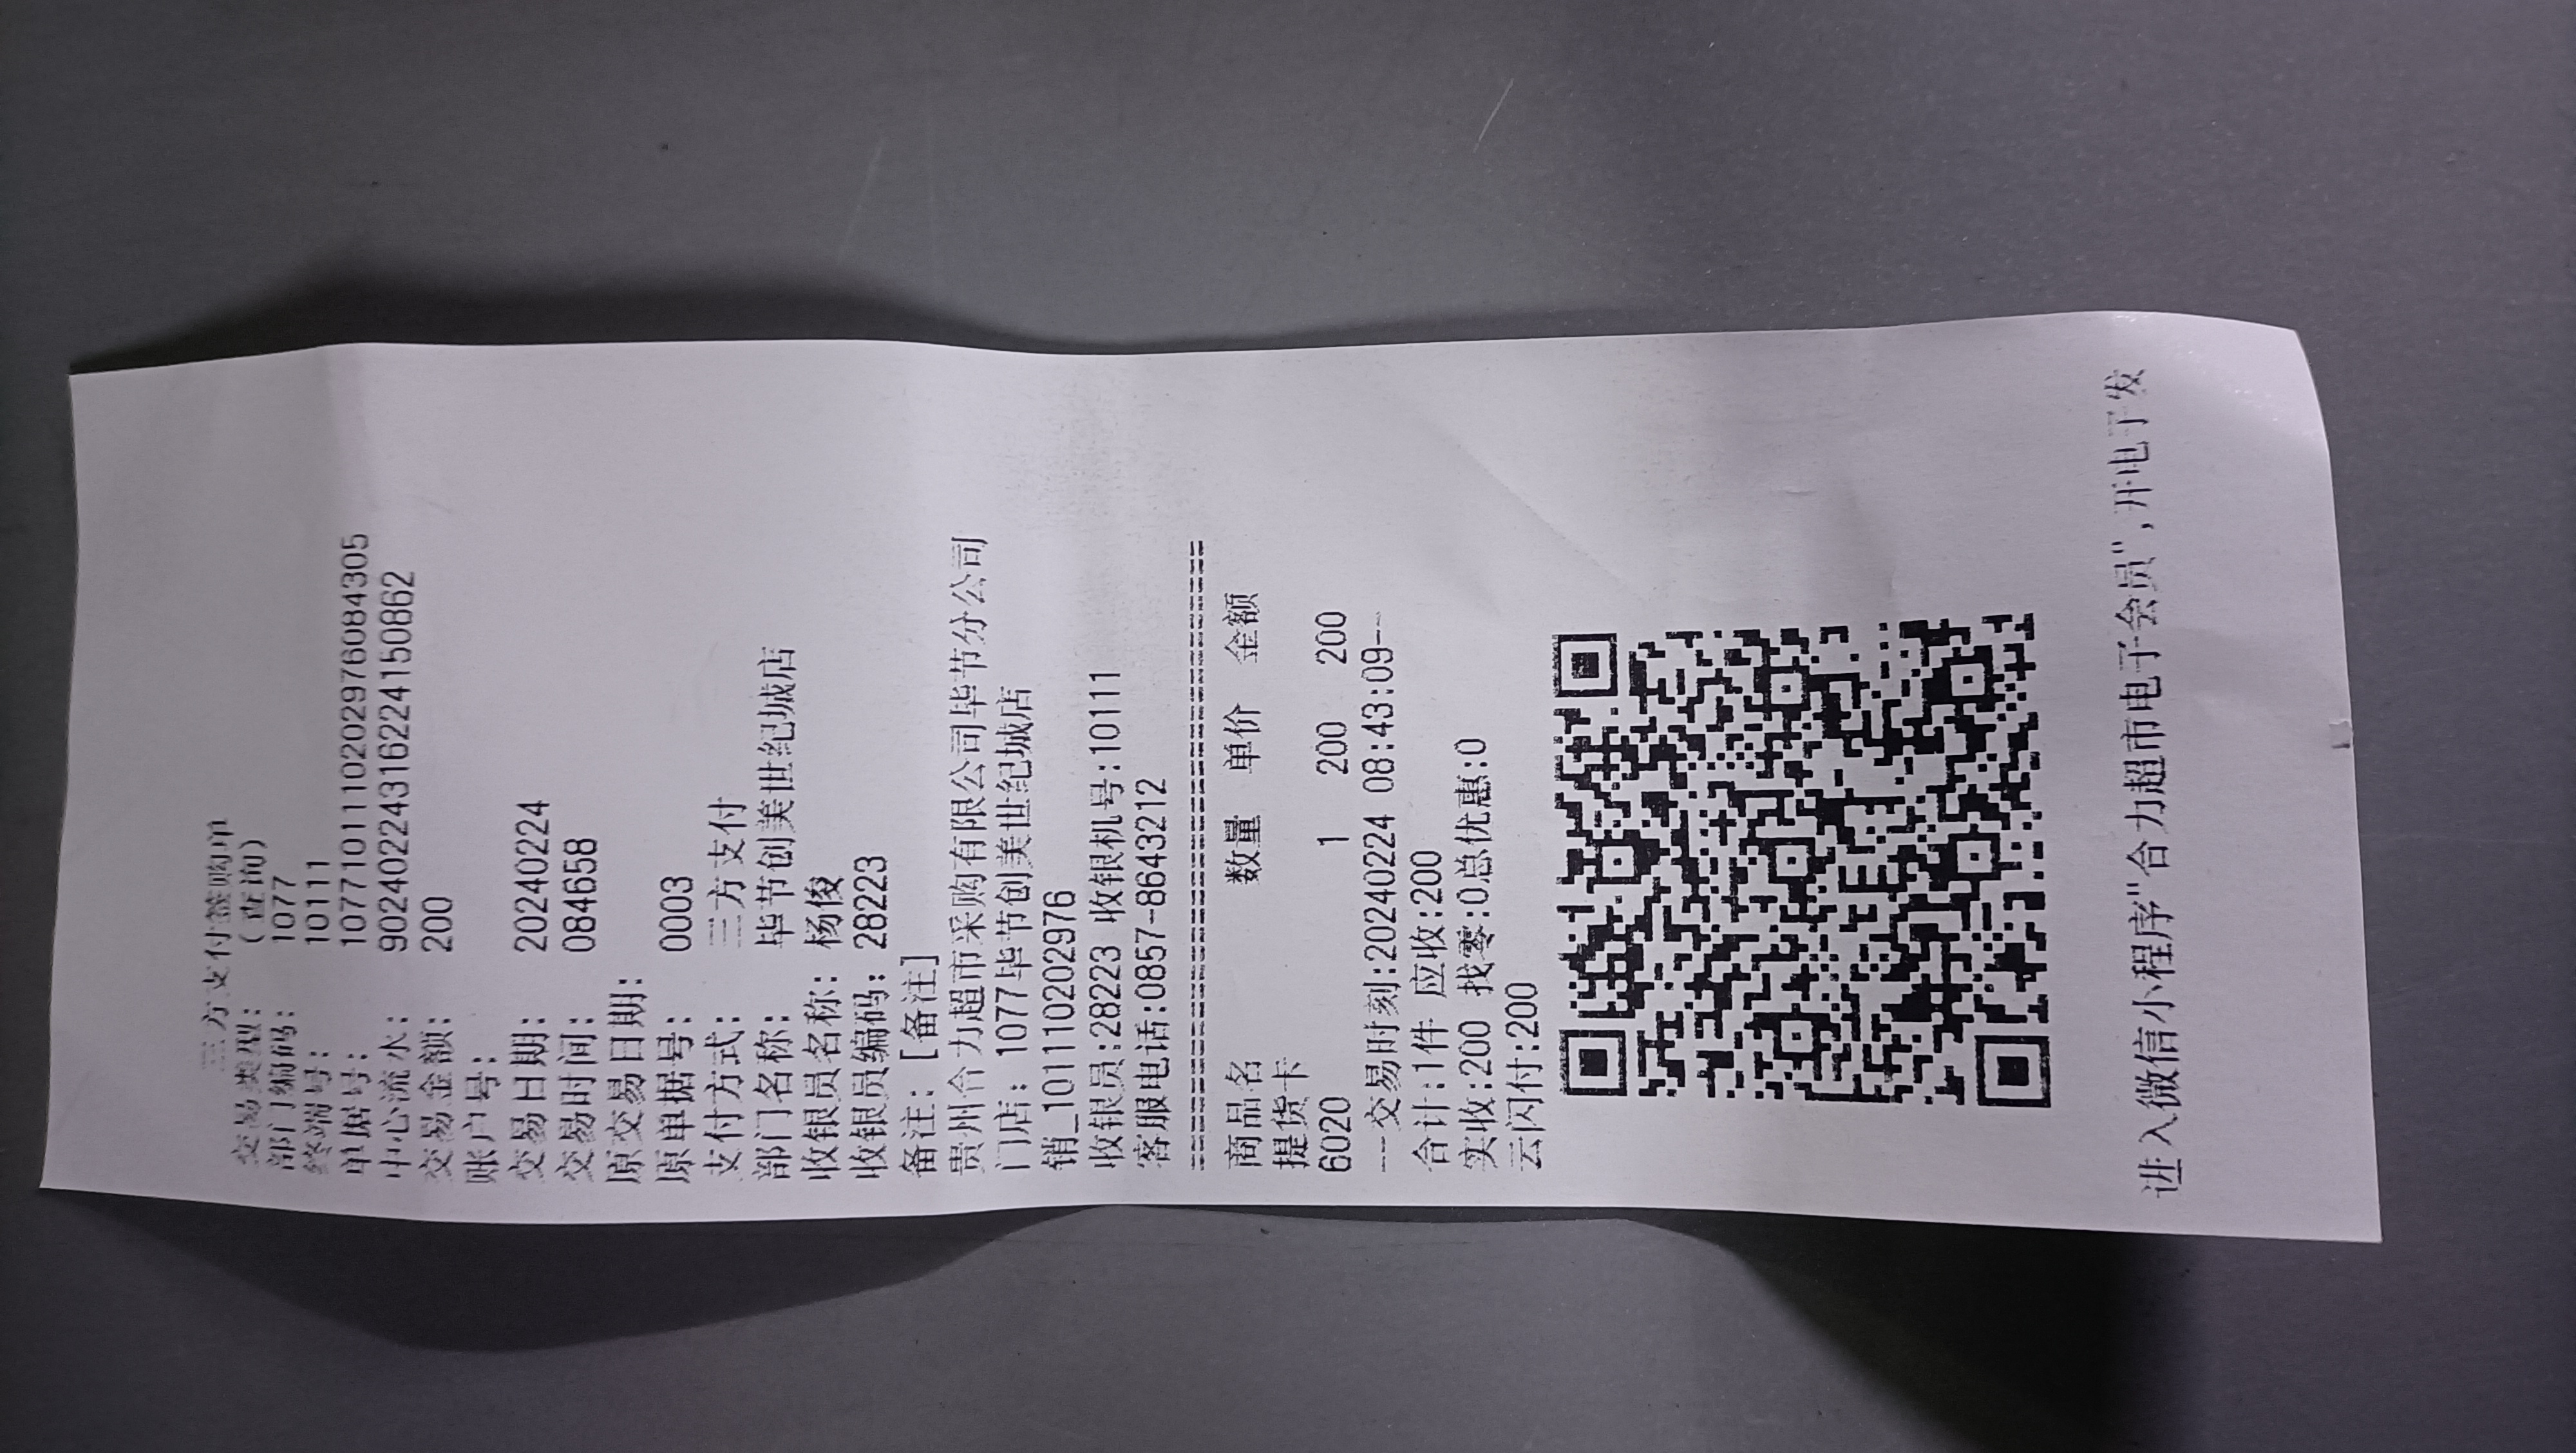 三方支付签购单
交易类型: (查询)
部门编码: 1077
终端号: 10111
单据号: 1077101111020297608 4305
中心流水: 902402243162241508 62
交易金额: 200
账户号:
交易日期: 20240224
交易时间: 084658
原交易日期:
原单据号: 0003
支付方式: 三方支付
部门名称: 毕节创美世纪城店
收银员名称: 杨俊
收银员编码: 28223
备注: [备注]
贵州合力超市采购有限公司毕节分公司
门店: 1077毕节创美世纪城店
销_1011110202976
收银员:28223 收银机号:10111
客服电话:0857-8643212
商品名 数量 单价 金额
提货卡
6020 1 200 200
--交易时刻:20240224 08:43:09--
合计:1件 应收:200
实收:200 找零:0总优惠:0
云闪付:200
进入微信小程序"合力超市电子会员",开电子发